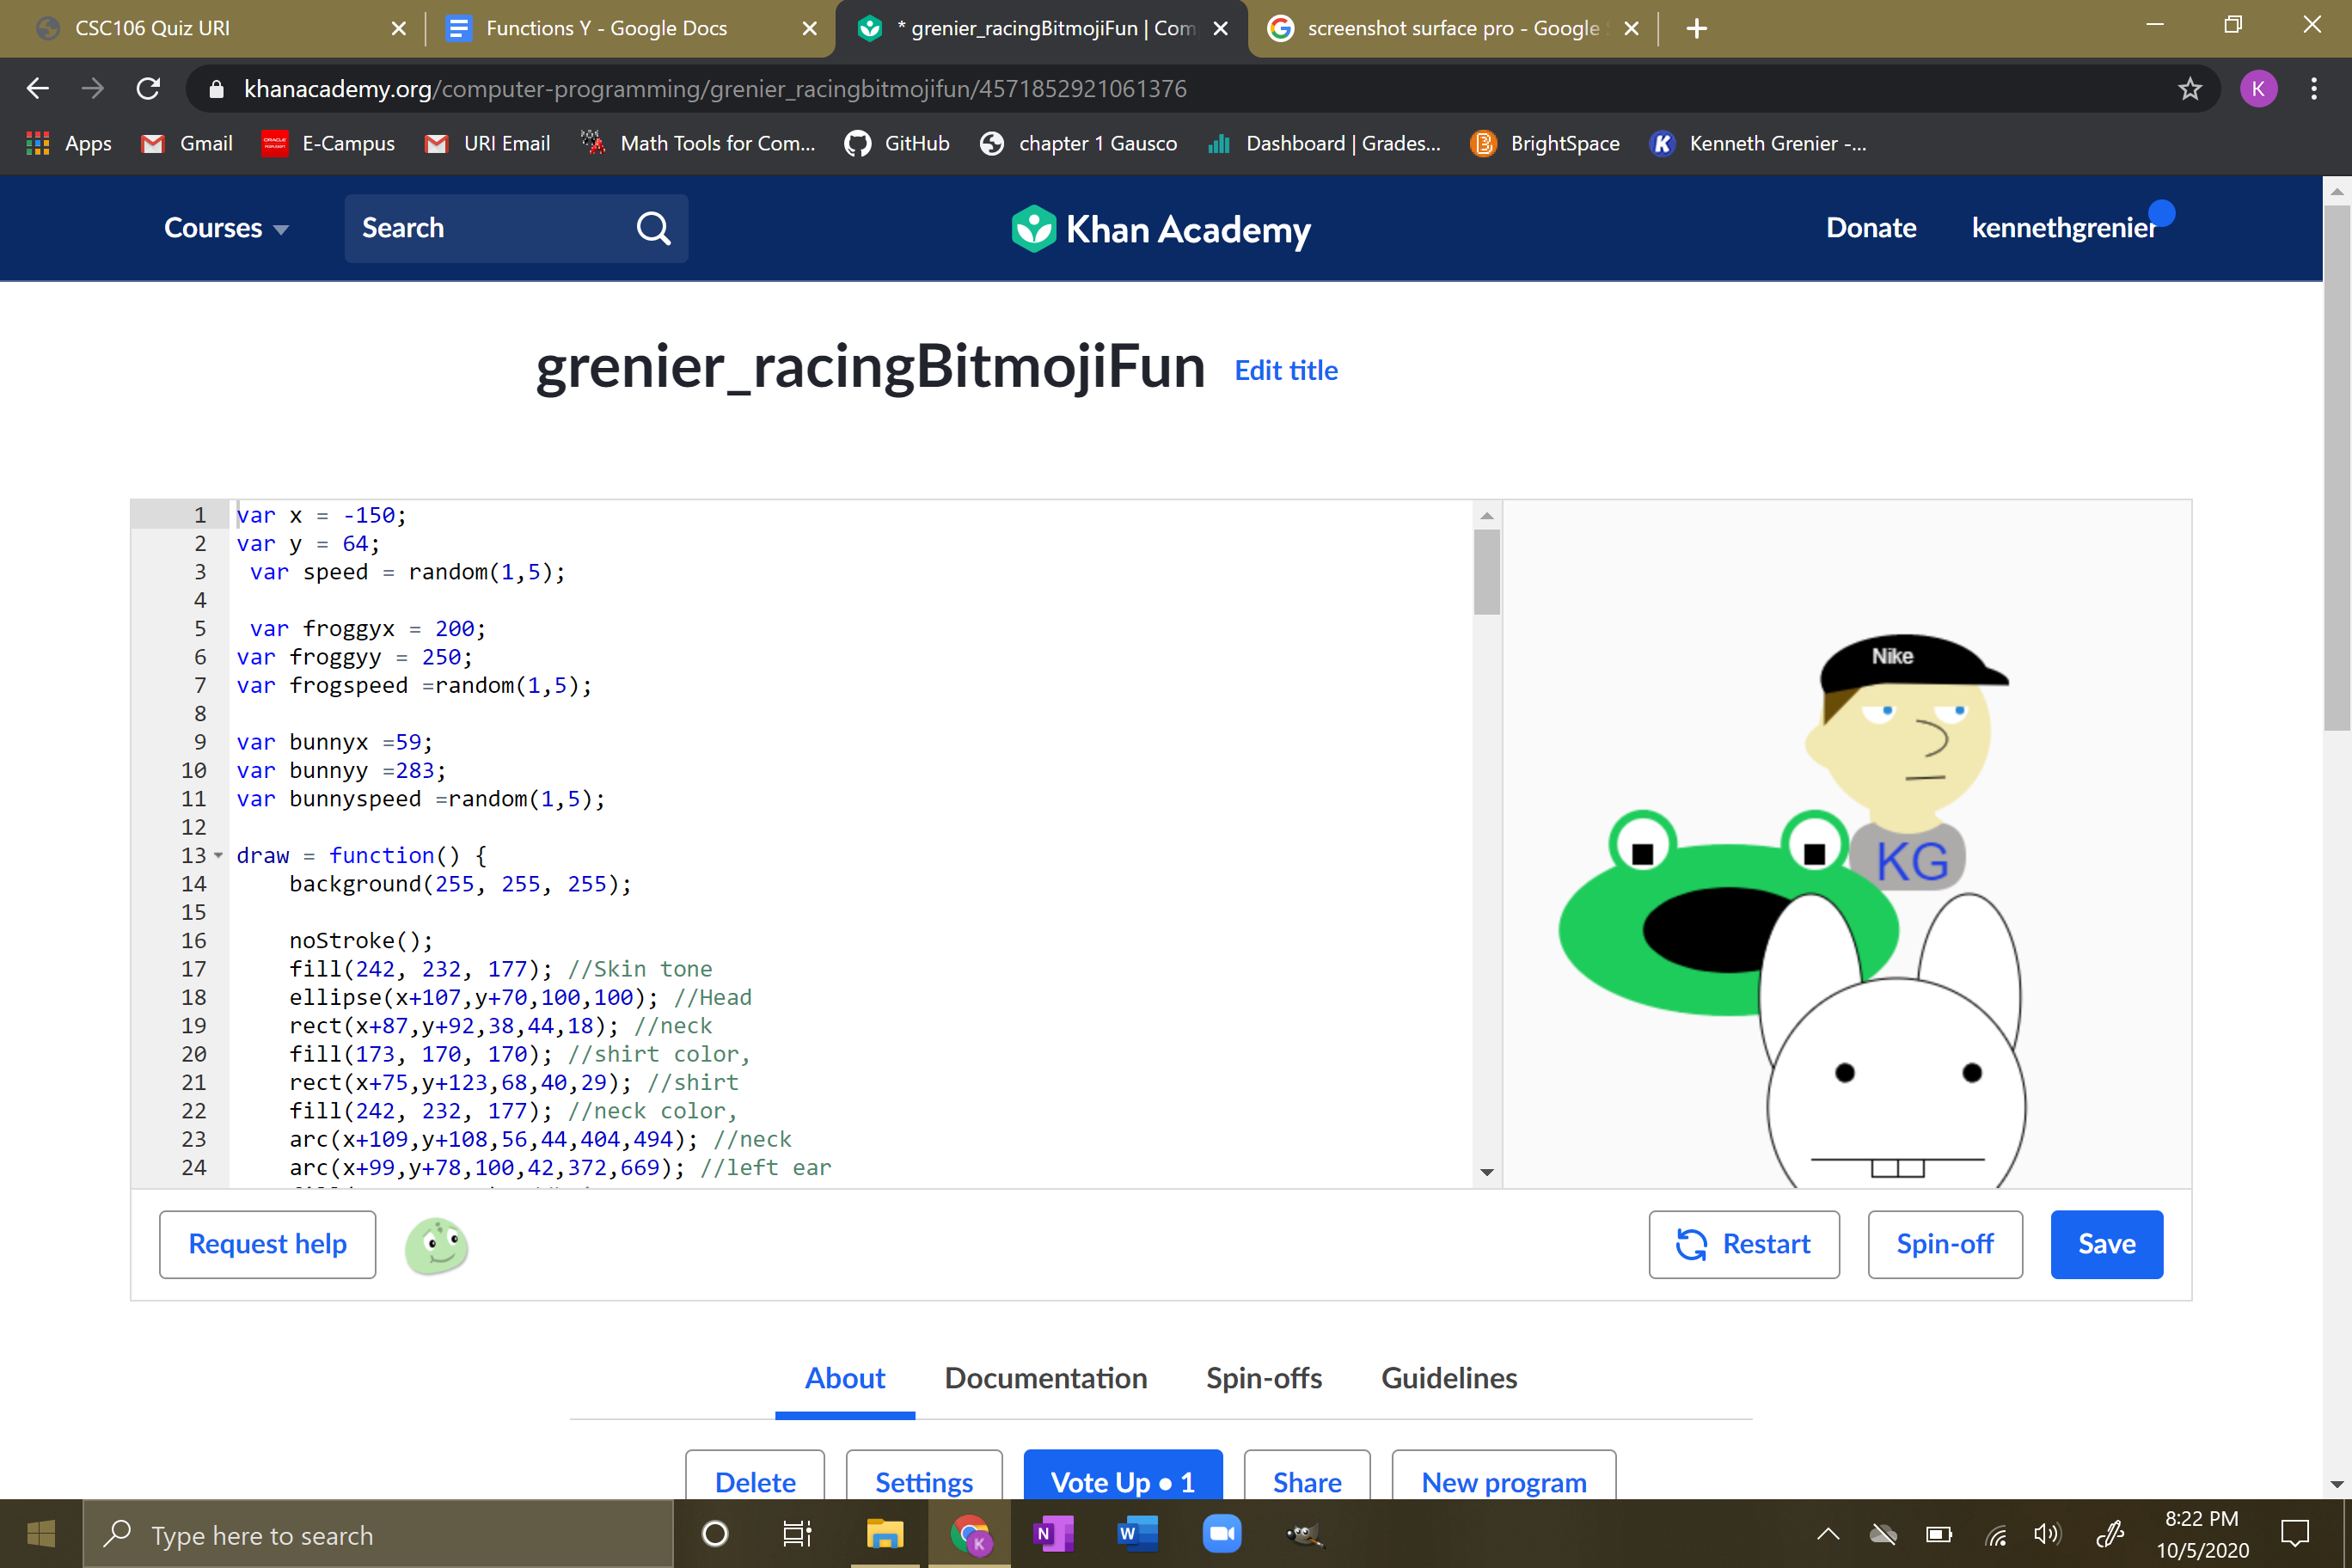 CSC106 Quiz URI
Functions Y - Google Docs
* grenier_racingBitmojiFun | Com
screenshot surface pro - Google
khanacademy.org/computer-programming/grenier_racingbitmojifun/4571852921061376
K
Apps
Gmail
E-Campus
URI Email
Math Tools for Com...
GitHub
chapter 1 Gausco
Dashboard | Grades...
BrightSpace
Kenneth Grenier -...
Courses
Search
Khan Academy
Donate
kennethgrenier
grenier_racingBitmojiFun Edit title
1 var x = -150;
2 var y = 64;
3 var speed = random(1,5);
4
5 var froggyx = 200;
6 var froggyy = 250;
7 var frogspeed =random(1,5);
8
9 var bunnyx =59;
10 var bunnyy =283;
11 var bunnyspeed =random(1,5);
12
13 draw = function() {
14 background(255, 255, 255);
15
16 noStroke();
17 fill(242, 232, 177); //Skin tone
18 ellipse(x+107,y+70,100,100); //Head
19 rect(x+87,y+92,38,44,18); //neck
20 fill(173, 170, 170); //shirt color,
21 rect(x+75,y+123,68,40,29); //shirt
22 fill(242, 232, 177); //neck color,
23 arc(x+109,y+108,56,44,404,494); //neck
24 arc(x+99,y+78,100,42,372,669); //left ear
Nike
KG
Request help
Restart
Spin-off
Save
About
Documentation
Spin-offs
Guidelines
Delete
Settings
Vote Up • 1
Share
New program
Type here to search
K
N
W
8:22 PM
10/5/2020